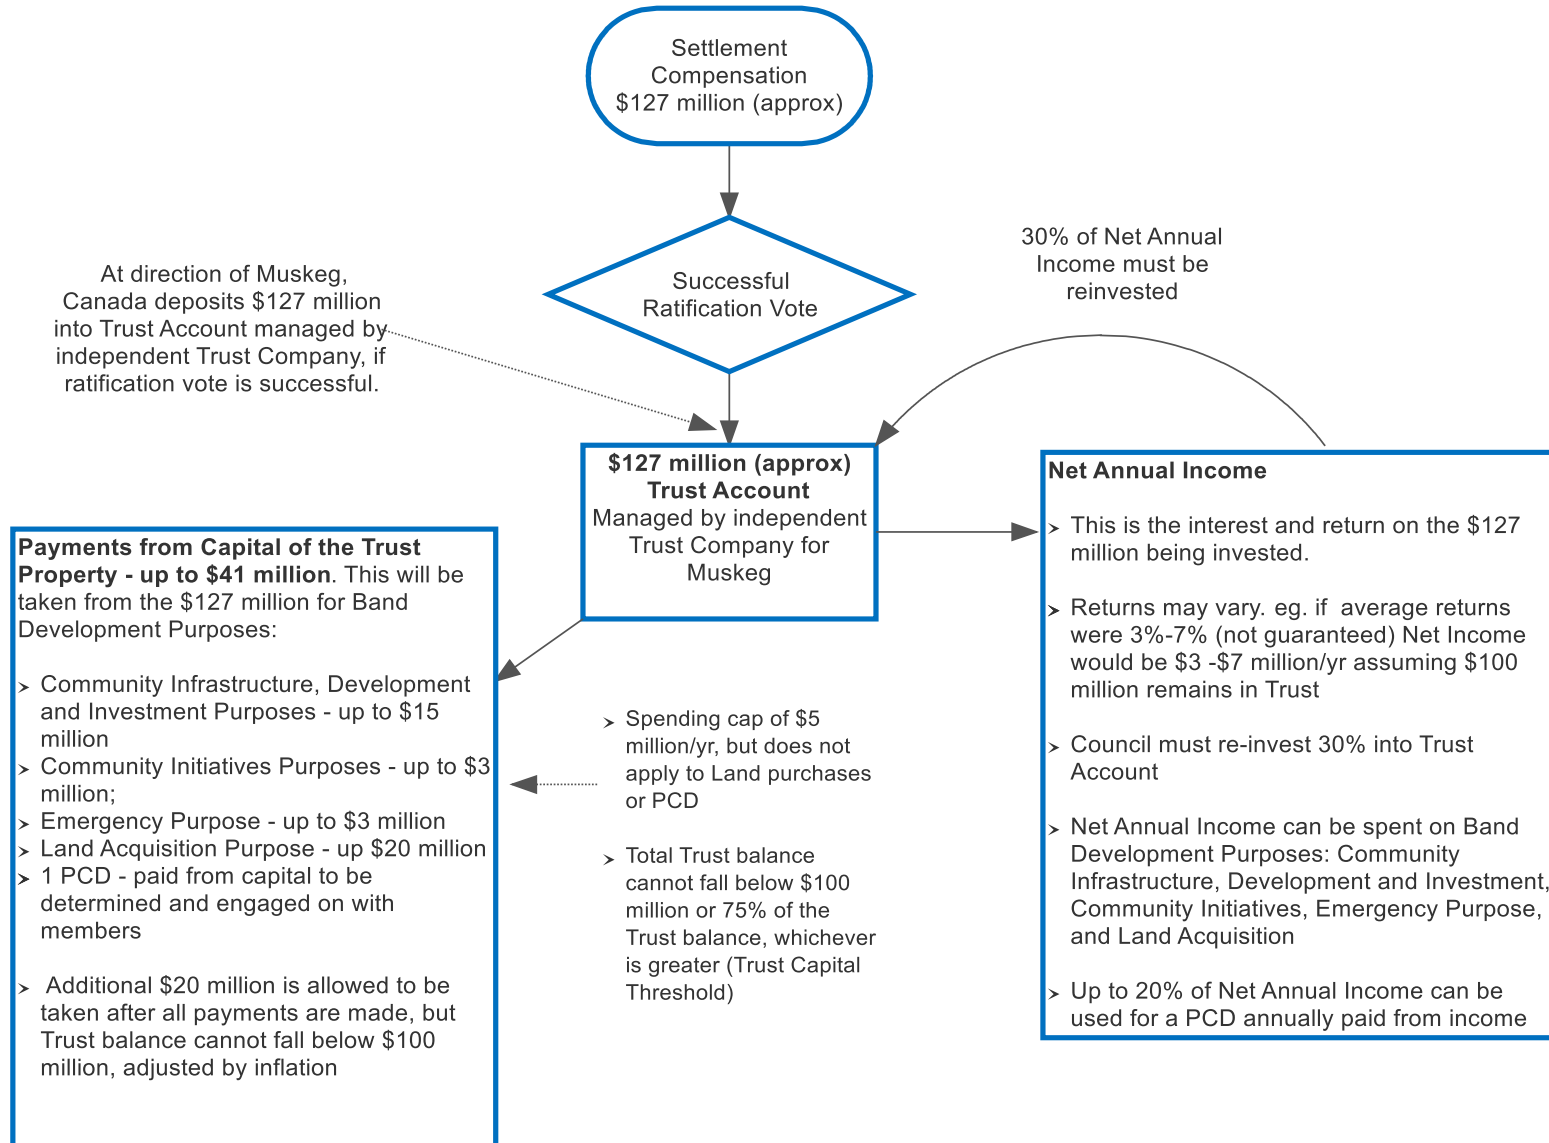 Settlement
Compensation
$127 million (approx)
Successful
Ratification Vote
30% of Net Annual
Income must be
reinvested
At direction of Muskeg,
Canada deposits $127 million
into Trust Account managed by
independent Trust Company, if
ratification vote is successful.
$127 million (approx)
Trust Account
Managed by independent
Trust Company for
Muskeg
Payments from Capital of the Trust
Property - up to $41 million. This will be
taken from the $127 million for Band
Development Purposes:
Community Infrastructure, Development
and Investment Purposes - up to $15
million
Community Initiatives Purposes - up to $3
million;
Emergency Purpose - up to $3 million
Land Acquisition Purpose - up $20 million
1 PCD - paid from capital to be
determined and engaged on with
members
Additional $20 million is allowed to be
taken after all payments are made, but
Trust balance cannot fall below $100
million, adjusted by inflation
Spending cap of $5
million/yr, but does not
apply to Land purchases
or PCD
Total Trust balance
cannot fall below $100
million or 75% of the
Trust balance, whichever
is greater (Trust Capital
Threshold)
Net Annual Income
This is the interest and return on the $127
million being invested.
Returns may vary. eg. if  average returns
were 3%-7% (not guaranteed) Net Income
would be $3 -$7 million/yr assuming $100
million remains in Trust
Council must re-invest 30% into Trust
Account
Net Annual Income can be spent on Band
Development Purposes: Community
Infrastructure, Development and Investment,
Community Initiatives, Emergency Purpose,
and Land Acquisition
Up to 20% of Net Annual Income can be
used for a PCD annually paid from income